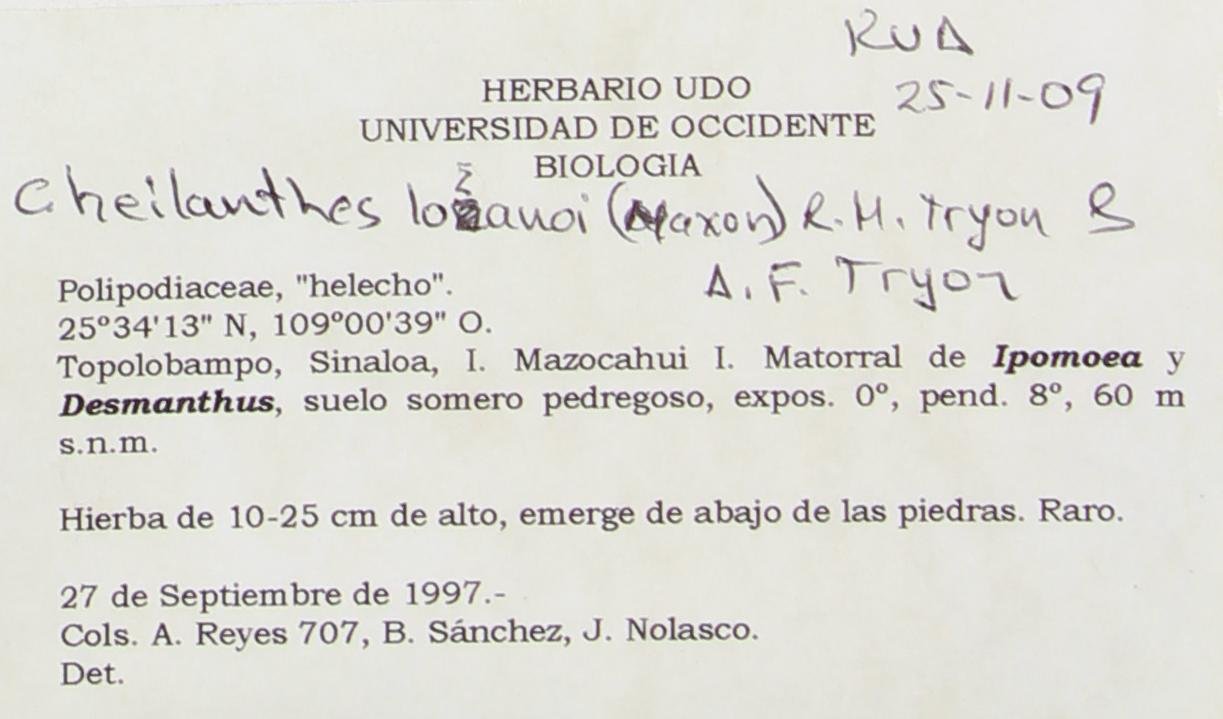 RVA
25-11-09
HERBARIO UDO
UNIVERSIDAD DE OCCIDENTE
BIOLOGIA
Cheilanthes lozanoi (Maxon) R.M. Tryon &
A.F. Tryon
Polipodiaceae, "helecho".
25°34'13" N, 109°00'39" O.
Topolobampo, Sinaloa, I. Mazocahui I. Matorral de Ipomoea y
Desmanthus, suelo somero pedregoso, expos. 0°, pend. 8°, 60 m
s.n.m.
Hierba de 10-25 cm de alto, emerge de abajo de las piedras. Raro.
27 de Septiembre de 1997.-
Cols. A. Reyes 707, B. Sánchez, J. Nolasco.
Det.